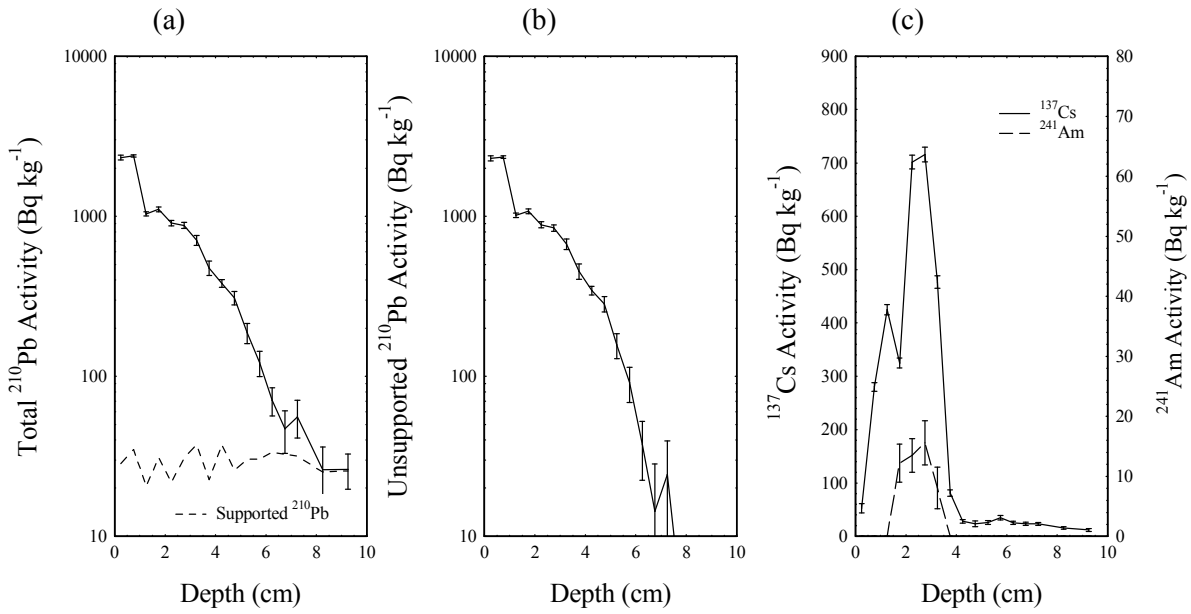 (a)
10000
1000
100
10
Total ²¹⁰Pb Activity (Bq kg⁻¹)
Supported ²¹⁰Pb
0 2 4 6 8 10
Depth (cm)
(b)
10000
1000
100
10
Unsupported ²¹⁰Pb Activity (Bq kg⁻¹)
0 2 4 6 8 10
Depth (cm)
(c)
900
800
700
600
500
400
300
200
100
0
¹³⁷Cs Activity (Bq kg⁻¹)
¹³⁷Cs
²⁴¹Am
80
70
60
50
40
30
20
10
0
²⁴¹Am Activity (Bq kg⁻¹)
0 2 4 6 8 10
Depth (cm)